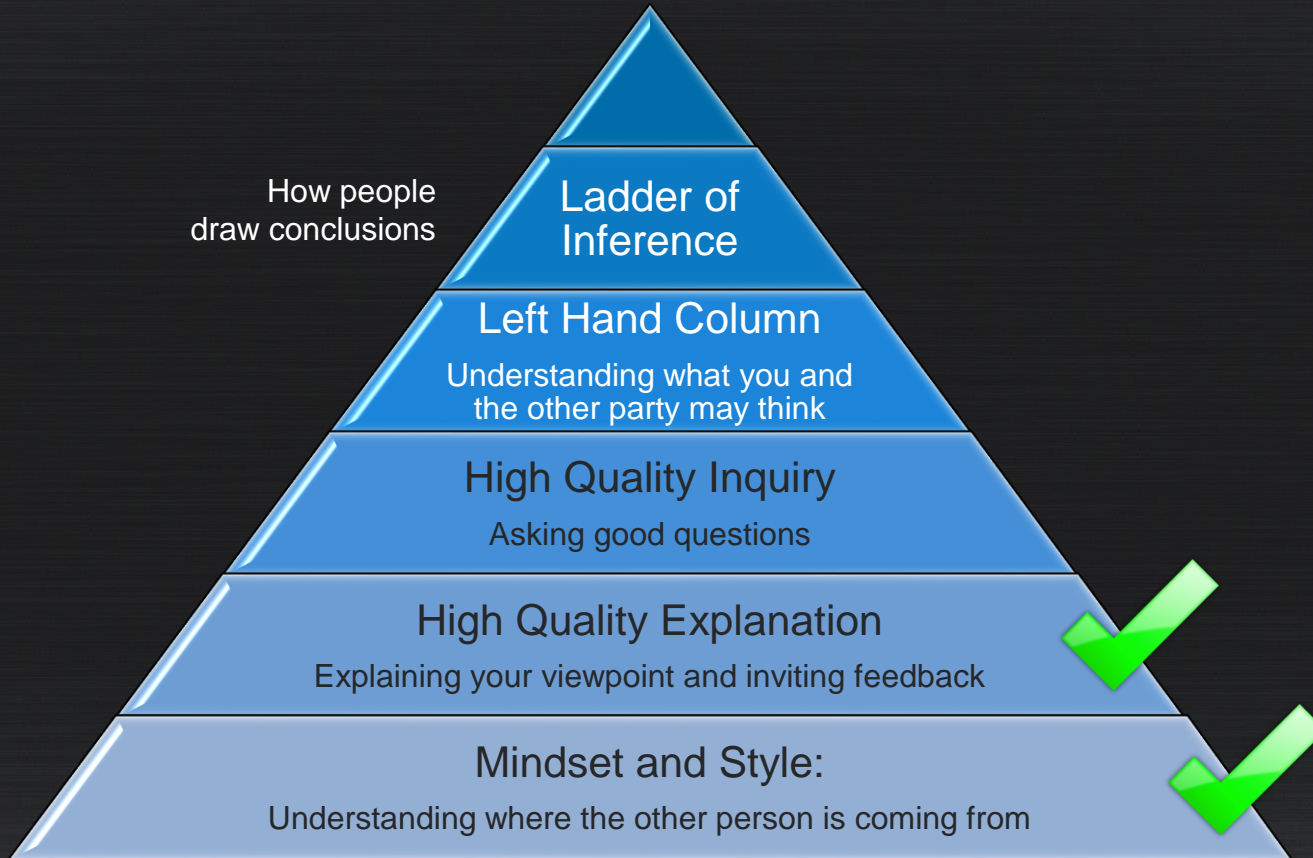 How people
draw conclusions
Ladder of
Inference
Left Hand Column
Understanding what you and
the other party may think
High Quality Inquiry
Asking good questions
High Quality Explanation
Explaining your viewpoint and inviting feedback
Mindset and Style:
Understanding where the other person is coming from